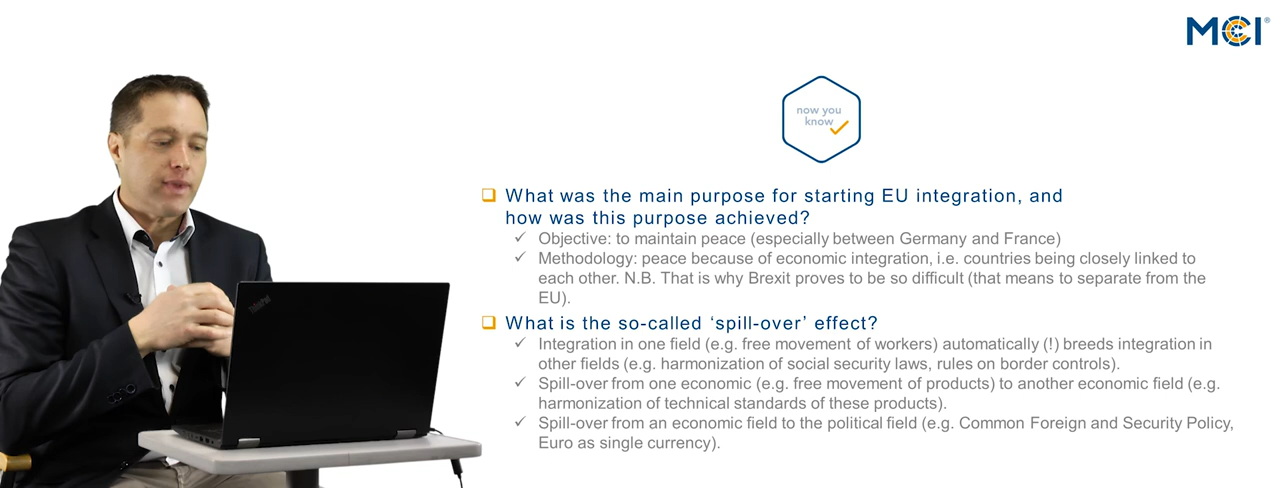 MCI®
now you
know
What was the main purpose for starting EU integration, and
how was this purpose achieved?
Objective: to maintain peace (especially between Germany and France)
Methodology: peace because of economic integration, i.e. countries being closely linked to
each other. N.B. That is why Brexit proves to be so difficult (that means to separate from the
EU).
What is the so-called ‘spill-over’ effect?
Integration in one field (e.g. free movement of workers) automatically (!) breeds integration in
other fields (e.g. harmonization of social security laws, rules on border controls).
Spill-over from one economic (e.g. free movement of products) to another economic field (e.g.
harmonization of technical standards of these products).
Spill-over from an economic field to the political field (e.g. Common Foreign and Security Policy,
Euro as single currency).
ThinkPad